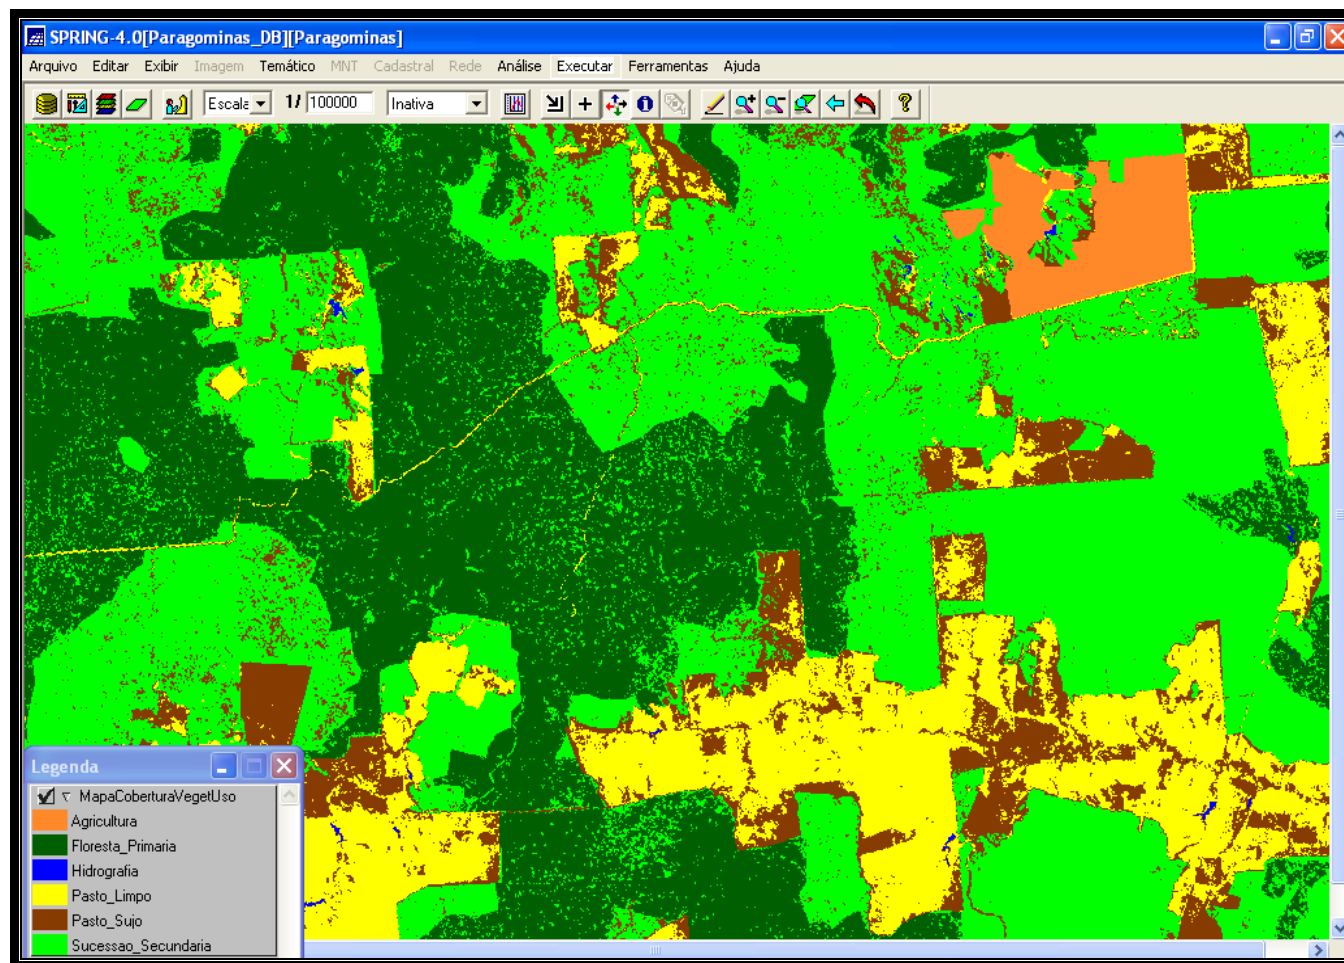 SPRING-4.0[Paragominas_DB][Paragominas]
Arquivo Editar Exibir Imagem Temático MNT Cadastral Rede Análise Executar Ferramentas Ajuda
Escala 1/ 100000 Inativa
Legenda
MapaCoberturaVegetUso
Agricultura
Floresta_Primaria
Hidrografia
Pasto_Limpo
Pasto_Sujo
Sucessao_Secundaria